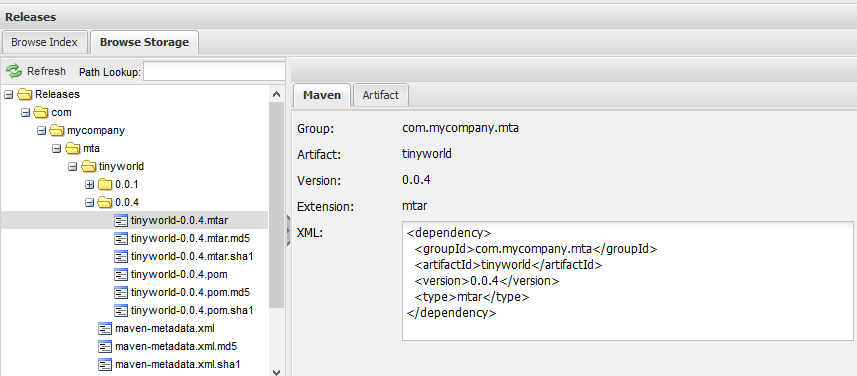 Releases
Browse Index
Browse Storage
Refresh
Path Lookup:
Releases
com
mycompany
mta
tinyworld
0.0.1
0.0.4
tinyworld-0.0.4.mtar
tinyworld-0.0.4.mtar.md5
tinyworld-0.0.4.mtar.sha1
tinyworld-0.0.4.pom
tinyworld-0.0.4.pom.md5
tinyworld-0.0.4.pom.sha1
maven-metadata.xml
maven-metadata.xml.md5
maven-metadata.xml.sha1
Maven
Artifact
Group: com.mycompany.mta
Artifact: tinyworld
Version: 0.0.4
Extension: mtar
XML:
<dependency>
  <groupId>com.mycompany.mta</groupId>
  <artifactId>tinyworld</artifactId>
  <version>0.0.4</version>
  <type>mtar</type>
</dependency>